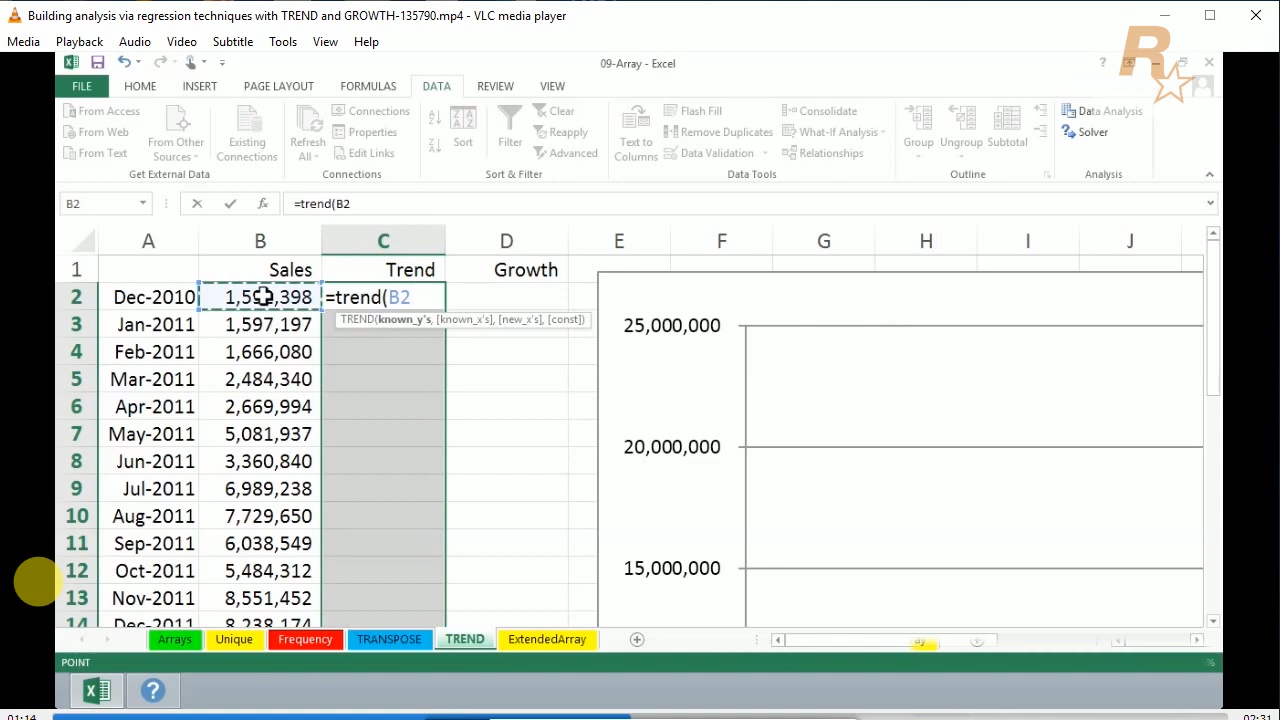 Building analysis via regression techniques with TREND and GROWTH-135790.mp4 - VLC media player
Media Playback Audio Video Subtitle Tools View Help
09-Array - Excel
R
FILE HOME INSERT PAGE LAYOUT FORMULAS DATA REVIEW VIEW
From Access
From Web
From Text
From Other Sources
Existing Connections
Get External Data
Refresh All
Connections
Properties
Edit Links
Connections
Sort
Filter
Clear
Reapply
Advanced
Sort & Filter
Text to Columns
Flash Fill
Remove Duplicates
Data Validation
Consolidate
What-If Analysis
Relationships
Data Tools
Group
Ungroup
Subtotal
Outline
Data Analysis
Solver
Analysis
B2 fx =trend(B2
A B C D E F G H I J
1 Sales Trend Growth
2 Dec-2010 =trend(B2
TREND(known_y's, [known_x's], [new_x's], [const])
3 Jan-2011 1,597,197
4 Feb-2011 1,666,080
5 Mar-2011 2,484,340
6 Apr-2011 2,669,994
7 May-2011 5,081,937
8 Jun-2011 3,360,840
9 Jul-2011 6,989,238
10 Aug-2011 7,729,650
11 Sep-2011 6,038,549
12 Oct-2011 5,484,312
13 Nov-2011 8,551,452
14 Dec-2011 8,238,174
25,000,000
20,000,000
15,000,000
Arrays Unique Frequency TRANSPOSE TREND ExtendedArray
POINT
01:14 02:31